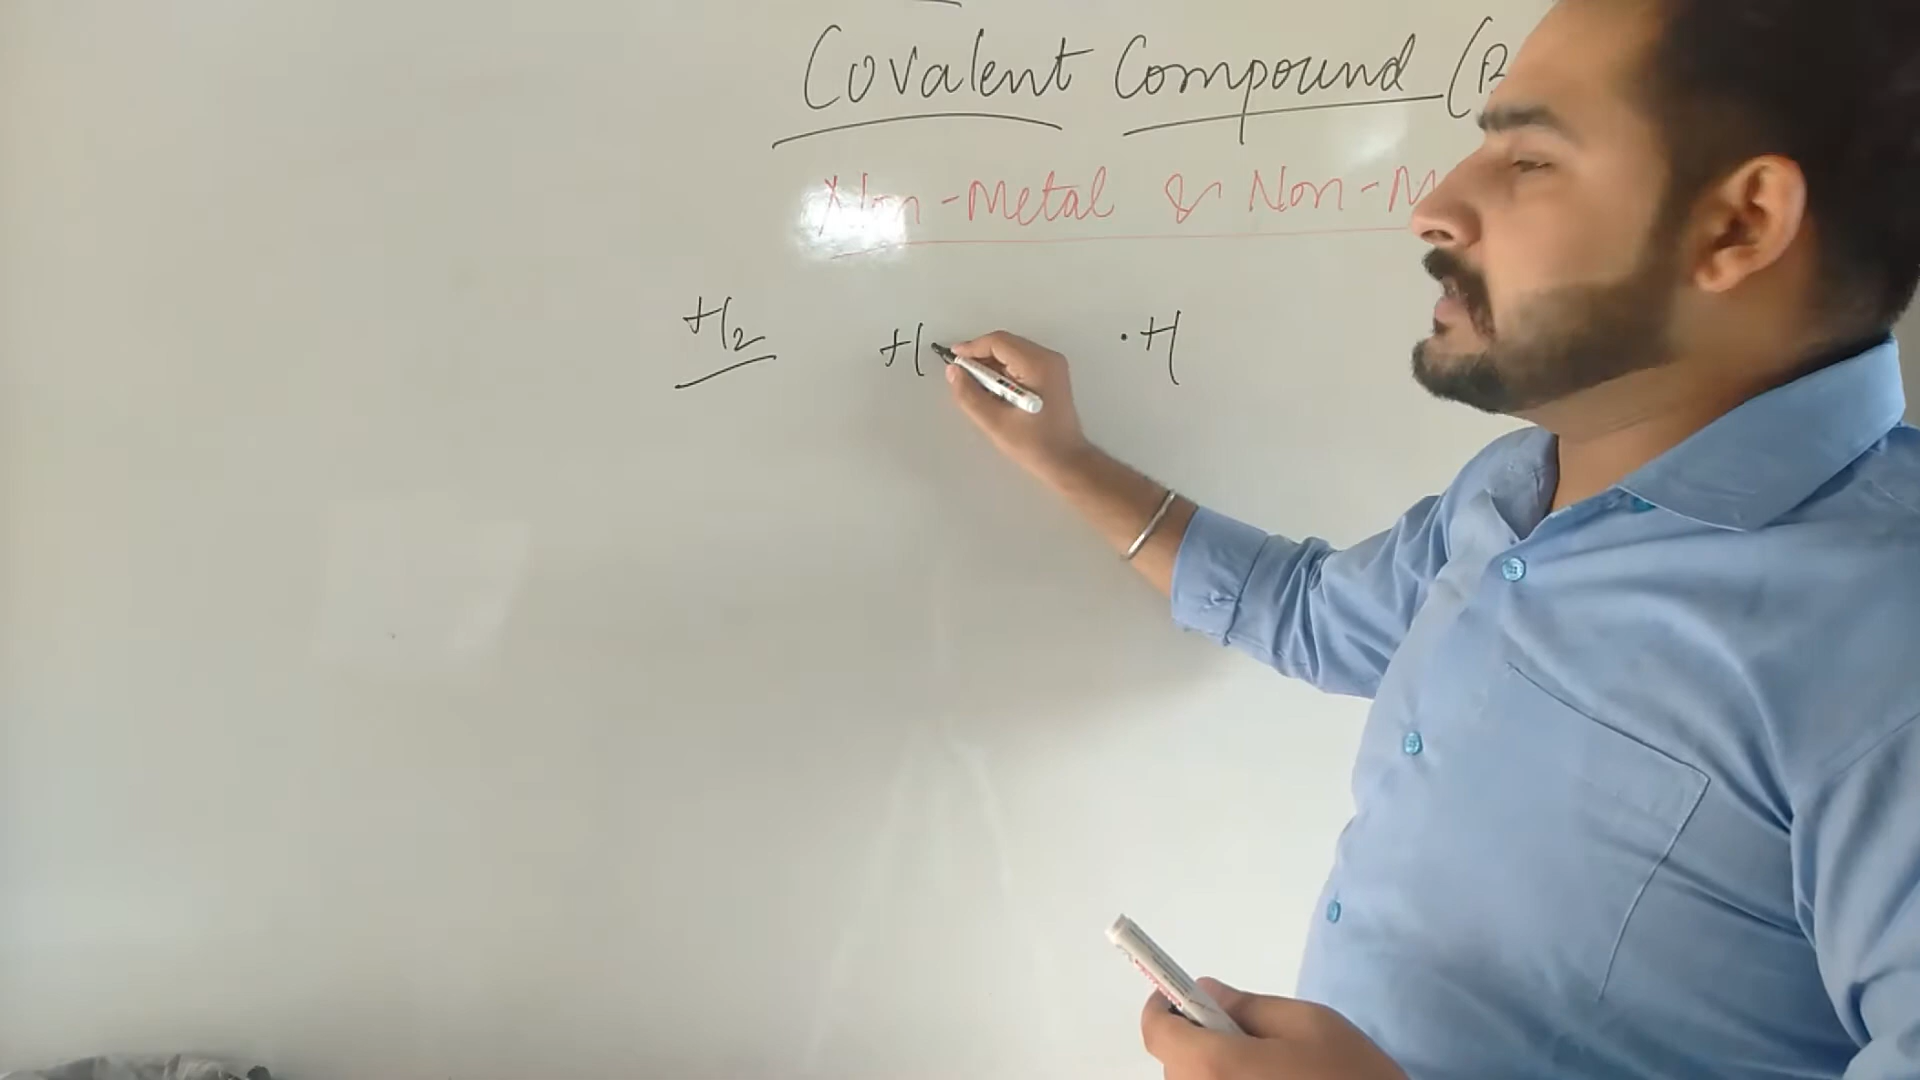 Covalent Compound (
Non-Metal & Non-M
H₂ H ·H